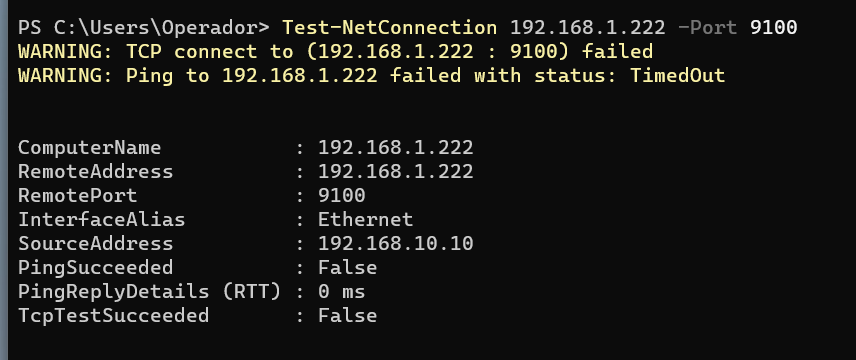 PS C:\Users\Operador> Test-NetConnection 192.168.1.222 -Port 9100
WARNING: TCP connect to (192.168.1.222 : 9100) failed
WARNING: Ping to 192.168.1.222 failed with status: TimedOut
ComputerName           : 192.168.1.222
RemoteAddress          : 192.168.1.222
RemotePort             : 9100
InterfaceAlias         : Ethernet
SourceAddress          : 192.168.10.10
PingSucceeded          : False
PingReplyDetails (RTT) : 0 ms
TcpTestSucceeded       : False